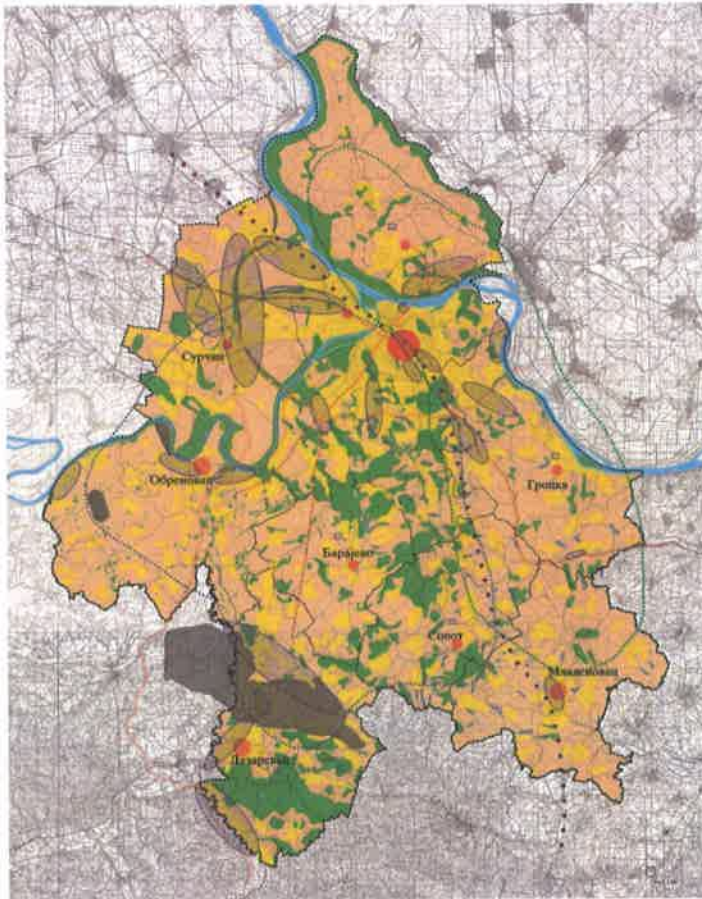 Сурчин
Обреновац
Гроцка
Барајево
Сопот
Младеновац
Лазаревац